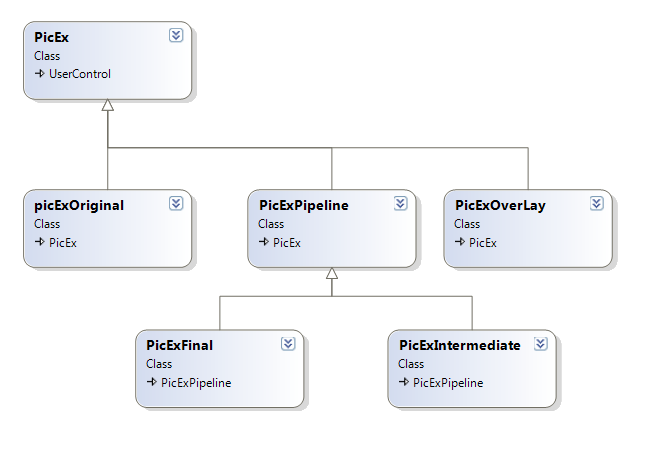 PicEx
Class
UserControl
picExOriginal
Class
PicEx
PicExPipeline
Class
PicEx
PicExOverLay
Class
PicEx
PicExFinal
Class
PicExPipeline
PicExIntermediate
Class
PicExPipeline